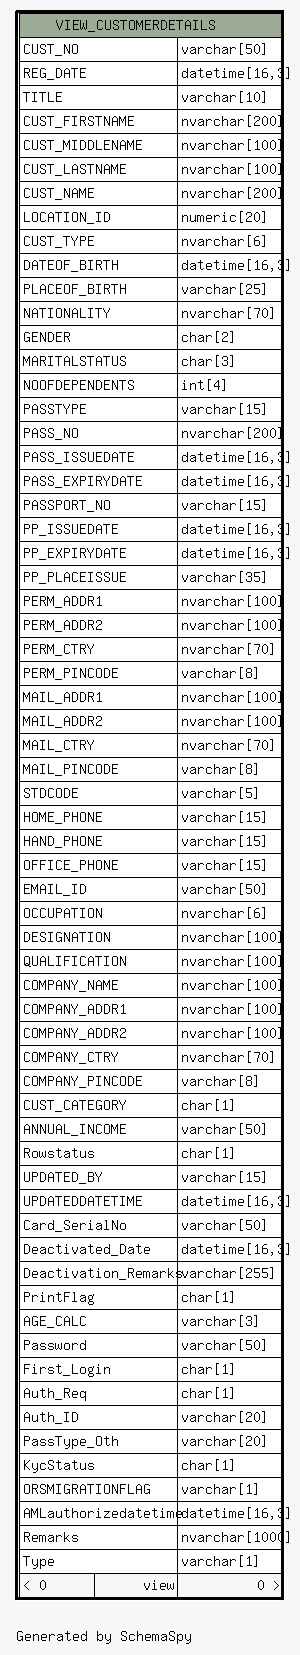 VIEW_CUSTOMERDETAILS
CUST_NO varchar[50]
REG_DATE datetime[16,3]
TITLE varchar[10]
CUST_FIRSTNAME nvarchar[200]
CUST_MIDDLENAME nvarchar[100]
CUST_LASTNAME nvarchar[100]
CUST_NAME nvarchar[200]
LOCATION_ID numeric[20]
CUST_TYPE nvarchar[6]
DATEOF_BIRTH datetime[16,3]
PLACEOF_BIRTH varchar[25]
NATIONALITY nvarchar[70]
GENDER char[2]
MARITALSTATUS char[3]
NOOFDEPENDENTS int[4]
PASSTYPE varchar[15]
PASS_NO nvarchar[200]
PASS_ISSUEDATE datetime[16,3]
PASS_EXPIRYDATE datetime[16,3]
PASSPORT_NO varchar[15]
PP_ISSUEDATE datetime[16,3]
PP_EXPIRYDATE datetime[16,3]
PP_PLACEISSUE varchar[35]
PERM_ADDR1 nvarchar[100]
PERM_ADDR2 nvarchar[100]
PERM_CTRY nvarchar[70]
PERM_PINCODE varchar[8]
MAIL_ADDR1 nvarchar[100]
MAIL_ADDR2 nvarchar[100]
MAIL_CTRY nvarchar[70]
MAIL_PINCODE varchar[8]
STDCODE varchar[5]
HOME_PHONE varchar[15]
HAND_PHONE varchar[15]
OFFICE_PHONE varchar[15]
EMAIL_ID varchar[50]
OCCUPATION nvarchar[6]
DESIGNATION nvarchar[100]
QUALIFICATION nvarchar[100]
COMPANY_NAME nvarchar[100]
COMPANY_ADDR1 nvarchar[100]
COMPANY_ADDR2 nvarchar[100]
COMPANY_CTRY nvarchar[70]
COMPANY_PINCODE varchar[8]
CUST_CATEGORY char[1]
ANNUAL_INCOME varchar[50]
Rowstatus char[1]
UPDATED_BY varchar[15]
UPDATEDDATETIME datetime[16,3]
Card_SerialNo varchar[50]
Deactivated_Date datetime[16,3]
Deactivation_Remarks varchar[255]
PrintFlag char[1]
AGE_CALC varchar[3]
Password varchar[50]
First_Login char[1]
Auth_Req char[1]
Auth_ID varchar[20]
PassType_Oth varchar[20]
KycStatus char[1]
ORSMIGRATIONFLAG varchar[1]
AMLauthorizedatetime datetime[16,3]
Remarks nvarchar[1000]
Type varchar[1]
< 0 view 0 >
Generated by SchemaSpy